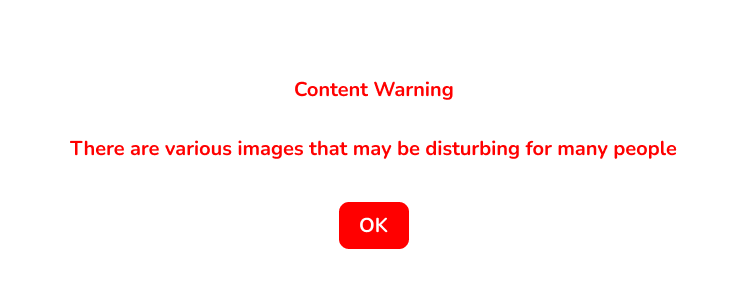 Content Warning
There are various images that may be disturbing for many people
OK